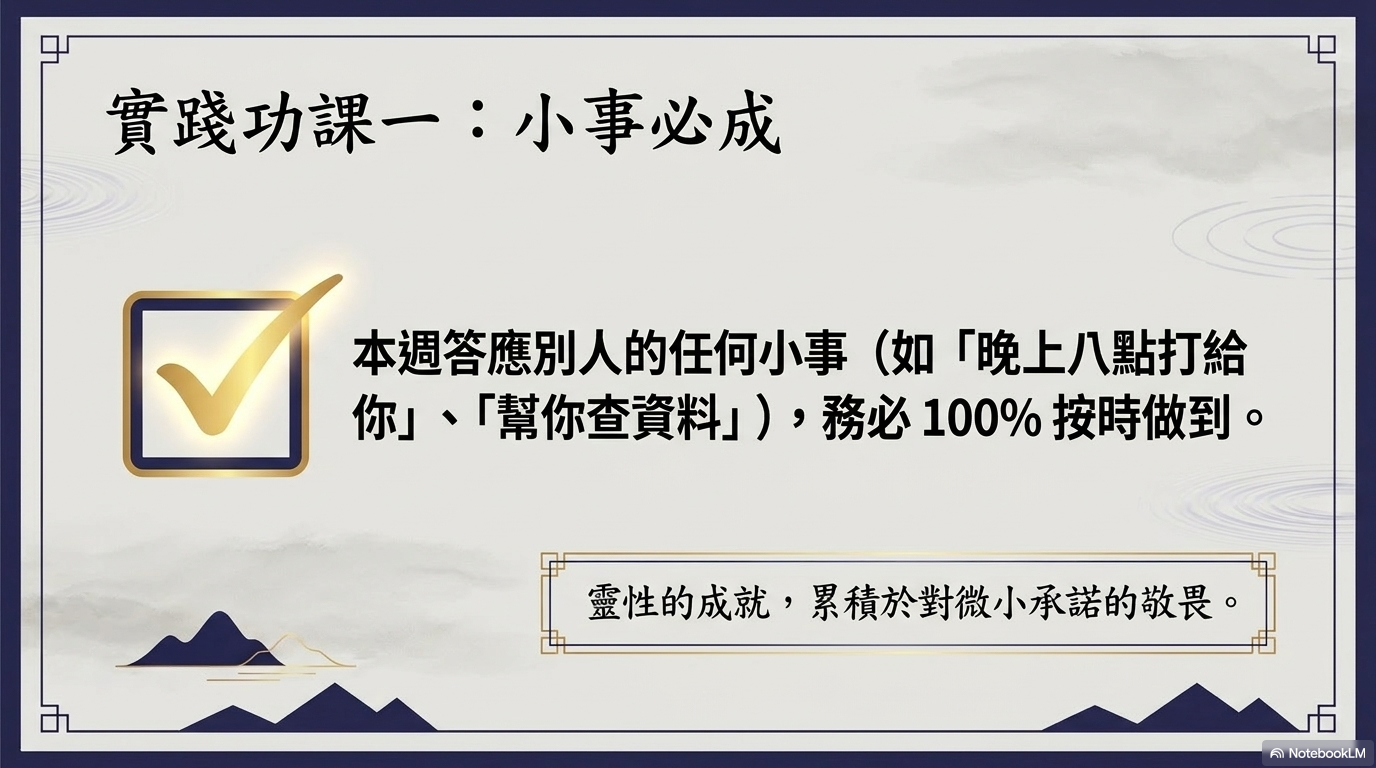 實踐功課一：小事必成
本週答應別人的任何小事（如「晚上八點打給
你」、「幫你查資料」），務必 100% 按時做到。
靈性的成就，累積於對微小承諾的敬畏。
NotebookLM